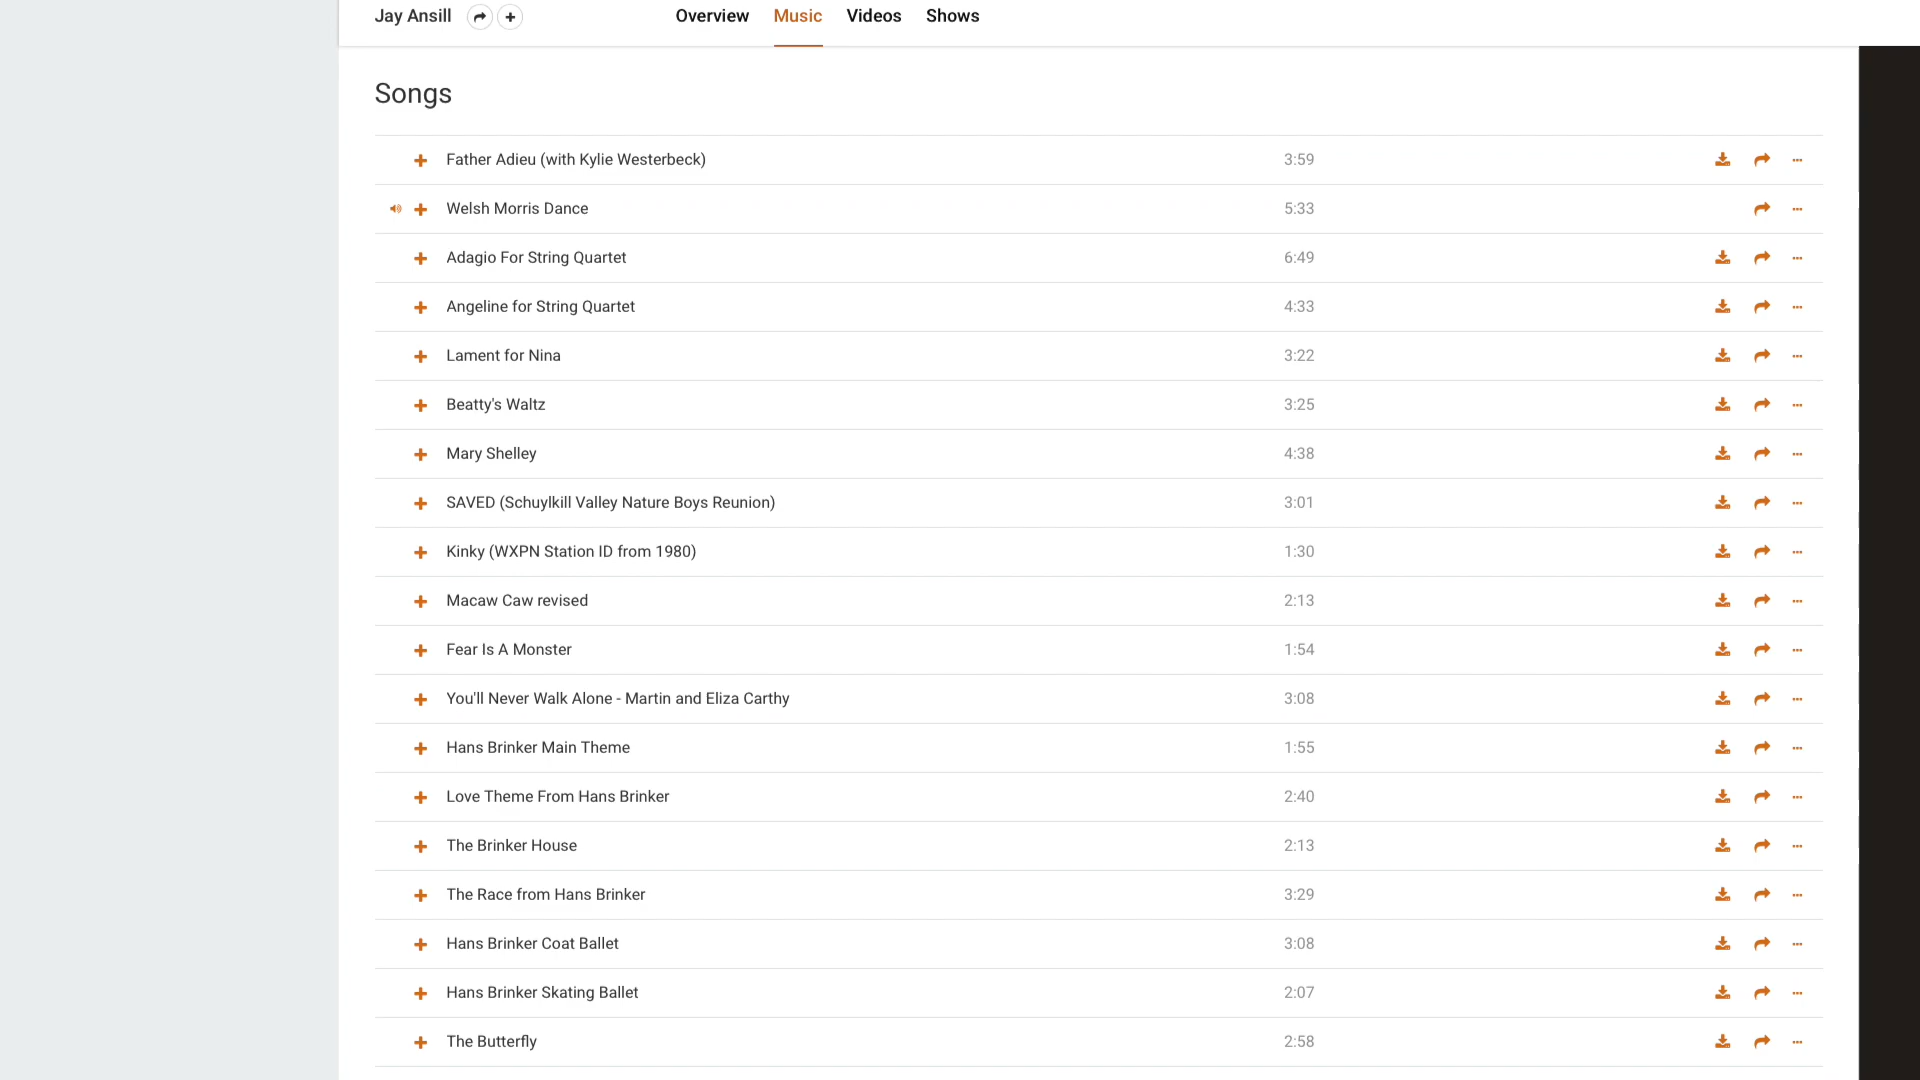 Jay Ansill
Overview Music Videos Shows
Songs
Father Adieu (with Kylie Westerbeck) 3:59
Welsh Morris Dance 5:33
Adagio For String Quartet 6:49
Angeline for String Quartet 4:33
Lament for Nina 3:22
Beatty's Waltz 3:25
Mary Shelley 4:38
SAVED (Schuylkill Valley Nature Boys Reunion) 3:01
Kinky (WXPN Station ID from 1980) 1:30
Macaw Caw revised 2:13
Fear Is A Monster 1:54
You'll Never Walk Alone - Martin and Eliza Carthy 3:08
Hans Brinker Main Theme 1:55
Love Theme From Hans Brinker 2:40
The Brinker House 2:13
The Race from Hans Brinker 3:29
Hans Brinker Coat Ballet 3:08
Hans Brinker Skating Ballet 2:07
The Butterfly 2:58